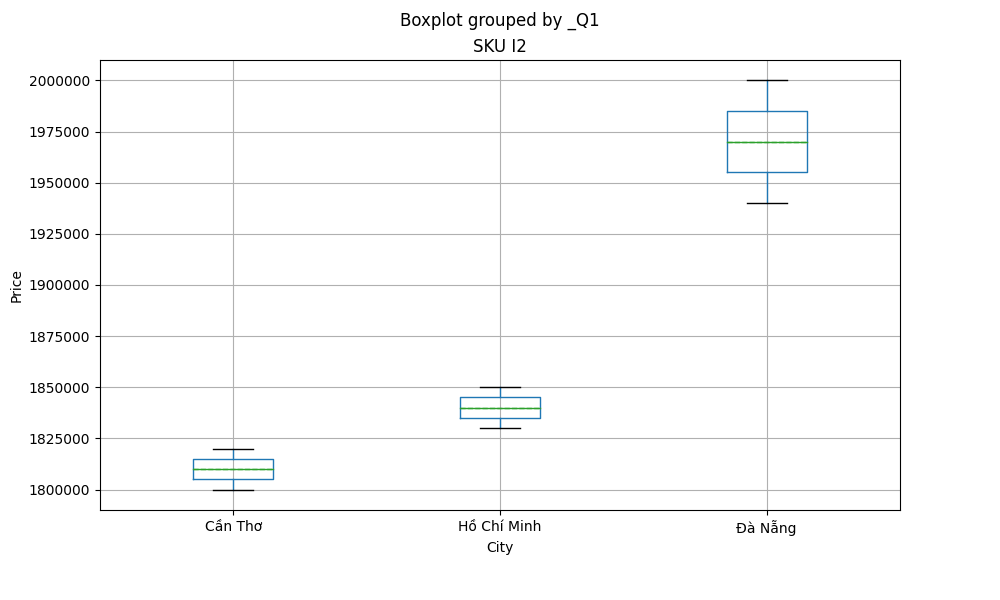 Boxplot grouped by _Q1
SKU I2
2000000
1975000
1950000
1925000
1900000
1875000
1850000
1825000
1800000
Price
Cần Thơ
Hồ Chí Minh
Đà Nẵng
City